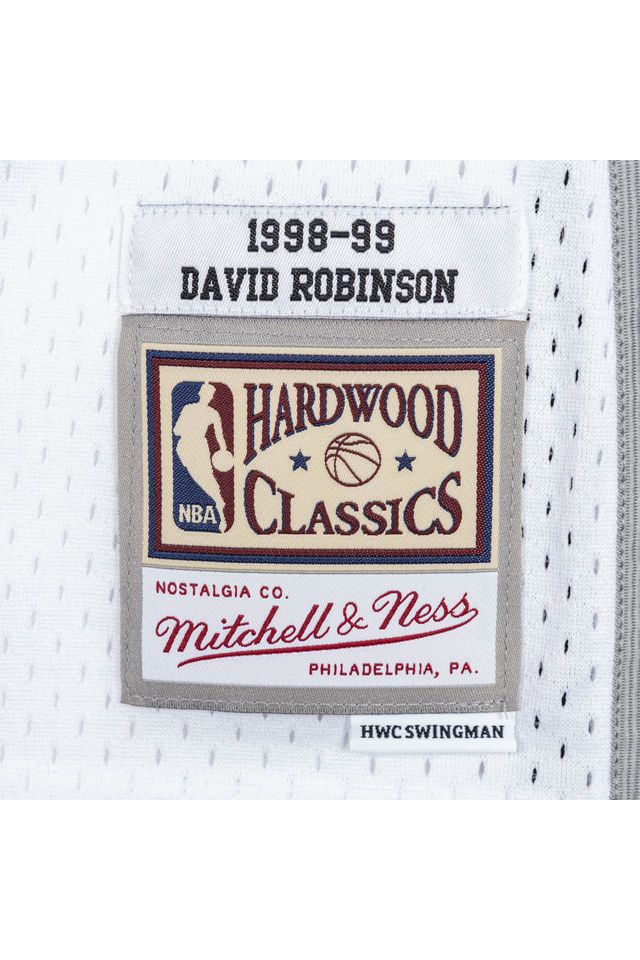 1998-99
DAVID ROBINSON
HARDWOOD
CLASSICS
NBA
NOSTALGIA CO.
Mitchell & Ness
PHILADELPHIA, PA.
HWC SWINGMAN